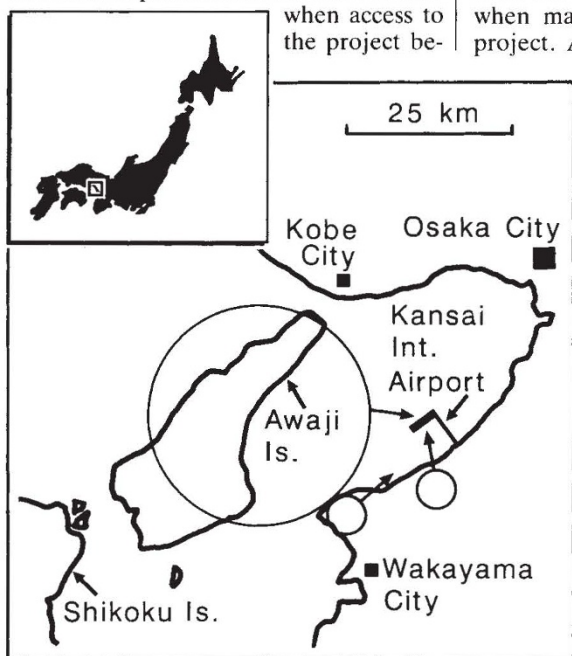 when access to
the project be-
when ma
project. A
25 km
Kobe
City
Osaka City
Kansai
Int.
Airport
Awaji
Is.
Wakayama
City
Shikoku Is.